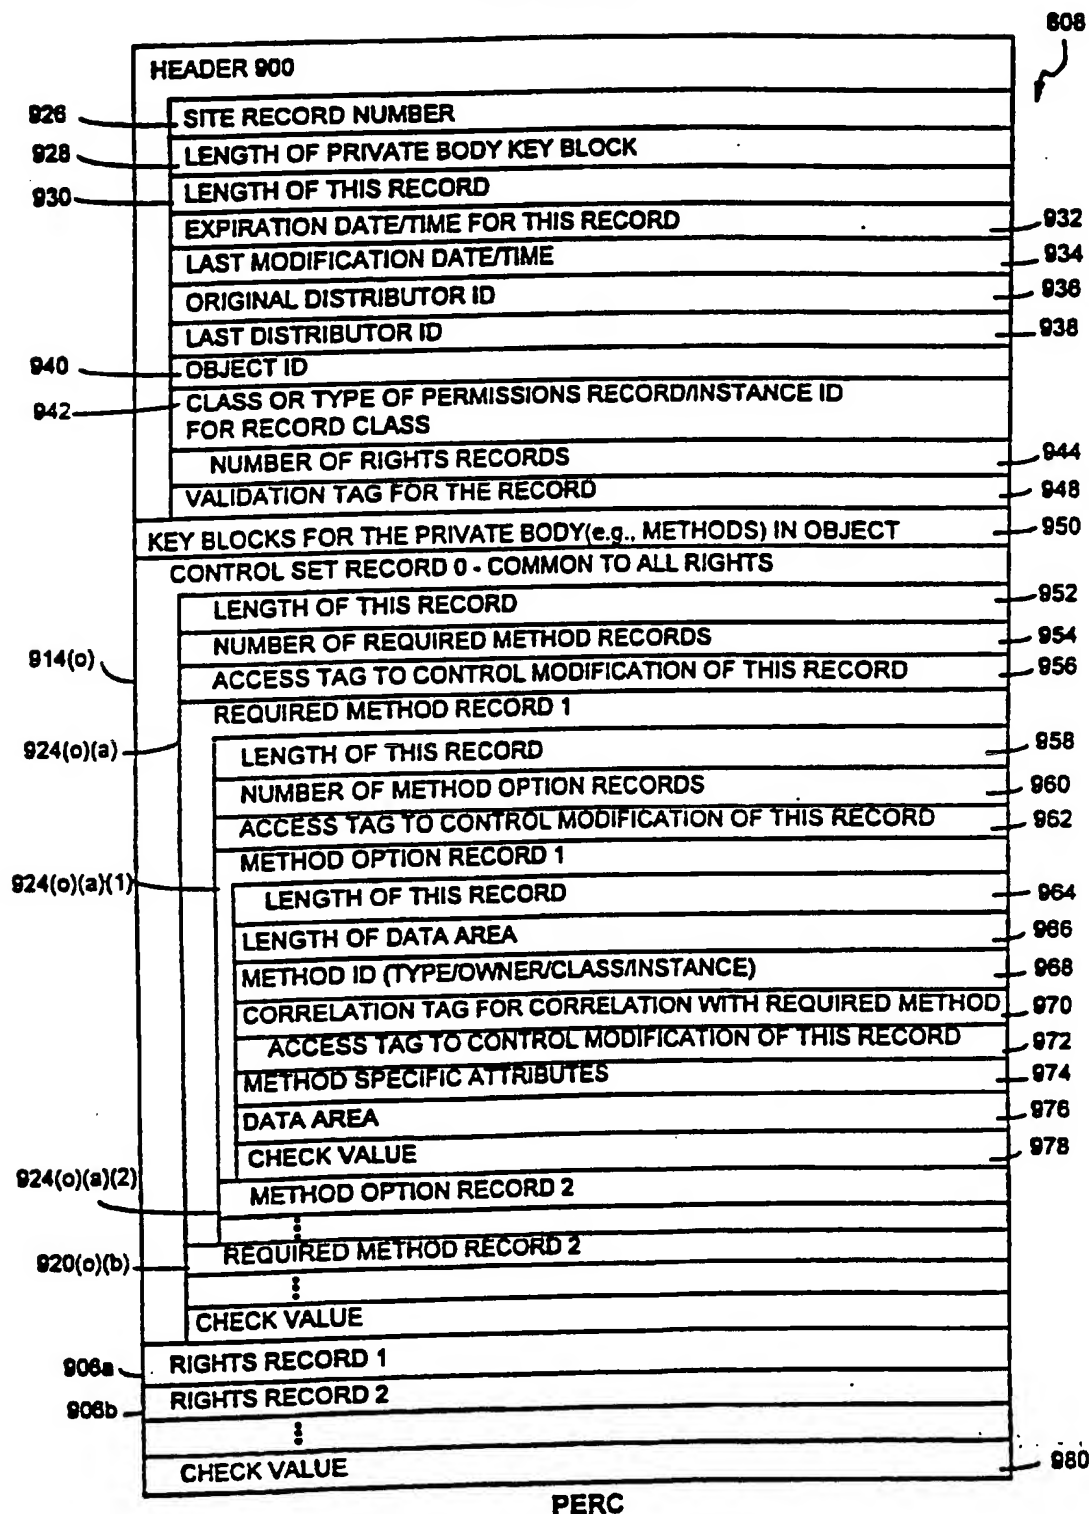 808
HEADER 900
926 SITE RECORD NUMBER
928 LENGTH OF PRIVATE BODY KEY BLOCK
930 LENGTH OF THIS RECORD
EXPIRATION DATE/TIME FOR THIS RECORD 932
LAST MODIFICATION DATE/TIME 934
ORIGINAL DISTRIBUTOR ID 936
LAST DISTRIBUTOR ID 938
940 OBJECT ID
942 CLASS OR TYPE OF PERMISSIONS RECORD/INSTANCE ID
FOR RECORD CLASS
NUMBER OF RIGHTS RECORDS 944
VALIDATION TAG FOR THE RECORD 948
KEY BLOCKS FOR THE PRIVATE BODY(e.g., METHODS) IN OBJECT 950
CONTROL SET RECORD 0 - COMMON TO ALL RIGHTS
LENGTH OF THIS RECORD 952
NUMBER OF REQUIRED METHOD RECORDS 954
914(o) ACCESS TAG TO CONTROL MODIFICATION OF THIS RECORD 956
REQUIRED METHOD RECORD 1
924(o)(a) LENGTH OF THIS RECORD 958
NUMBER OF METHOD OPTION RECORDS 960
ACCESS TAG TO CONTROL MODIFICATION OF THIS RECORD 962
METHOD OPTION RECORD 1
924(o)(a)(1) LENGTH OF THIS RECORD 964
LENGTH OF DATA AREA 966
METHOD ID (TYPE/OWNER/CLASS/INSTANCE) 968
CORRELATION TAG FOR CORRELATION WITH REQUIRED METHOD 970
ACCESS TAG TO CONTROL MODIFICATION OF THIS RECORD 972
METHOD SPECIFIC ATTRIBUTES 974
DATA AREA 976
CHECK VALUE 978
924(o)(a)(2) METHOD OPTION RECORD 2
920(o)(b) REQUIRED METHOD RECORD 2
CHECK VALUE
906a RIGHTS RECORD 1
906b RIGHTS RECORD 2
CHECK VALUE 980
PERC